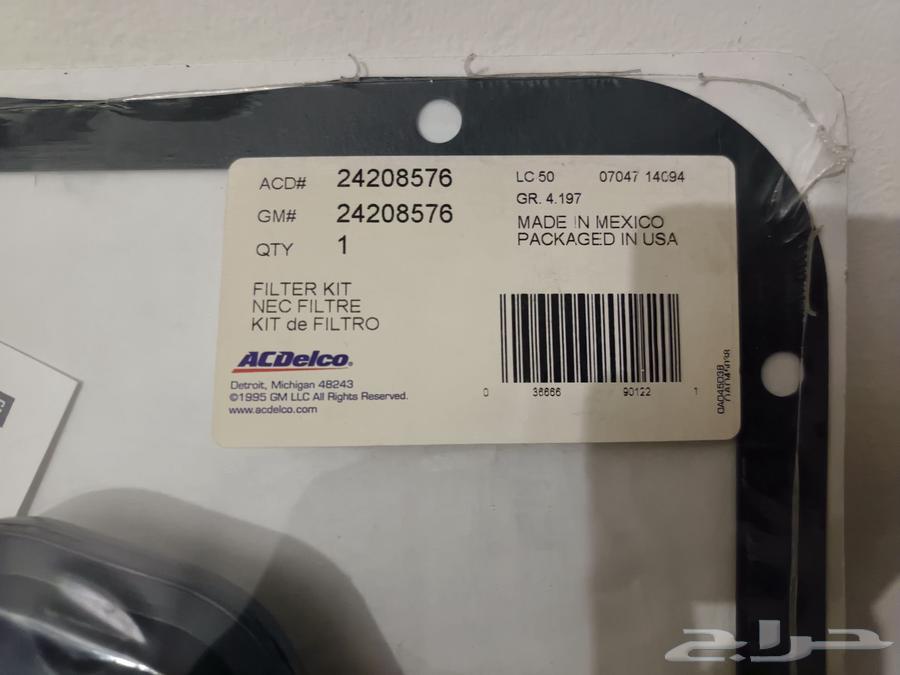 ACD# 24208576
GM# 24208576
QTY 1
LC 50 07047 14094
GR. 4.197
MADE IN MEXICO
PACKAGED IN USA
FILTER KIT
NEC FILTRE
KIT de FILTRO
ACDelco®
Detroit, Michigan 48243
©1995 GM LLC All Rights Reserved.
www.acdelco.com
0 36666 90122 1
حراج